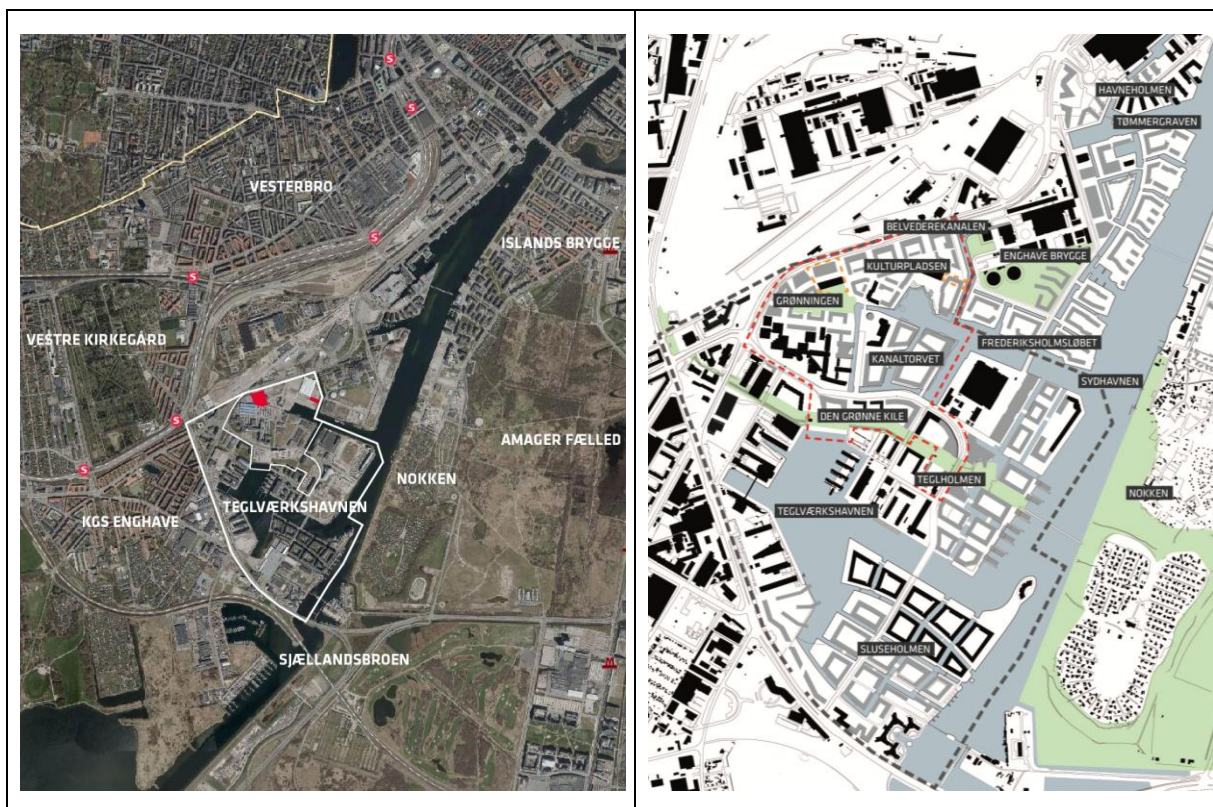 S
S
VESTERBRO
S
ISLANDS BRYGGE
M
S
VESTRE KIRKEGÅRD
S
AMAGER FÆLLED
S
NOKKEN
TEGLVÆRKSHAVNEN
KGS ENGHAVE
SJÆLLANDSBROEN
M
HAVNEHOLMEN
TØMMERGRAVEN
BELVEDEREKANALEN
ENGHAVE BRYGGE
KULTURPLADSEN
GRØNNINGEN
FREDERIKSHOLMSLØBET
KANALTORVET
SYDHAVNEN
DEN GRØNNE KILE
TEGLHOLMEN
NOKKEN
TEGLVÆRKSHAVNEN
SLUSEHOLMEN